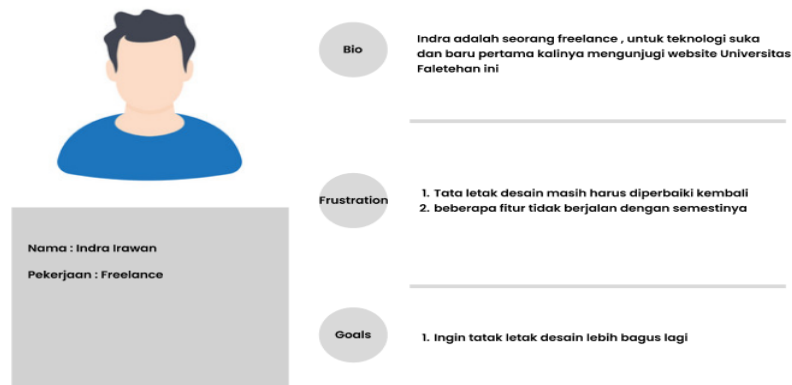 Bio
Indra adalah seorang freelance , untuk teknologi suka
dan baru pertama kalinya mengunjugi website Universitas
Faletehan ini
Frustration
1. Tata letak desain masih harus diperbaiki kembali
2. beberapa fitur tidak berjalan dengan semestinya
Nama : Indra Irawan
Pekerjaan : Freelance
Goals
1. Ingin tatak letak desain lebih bagus lagi